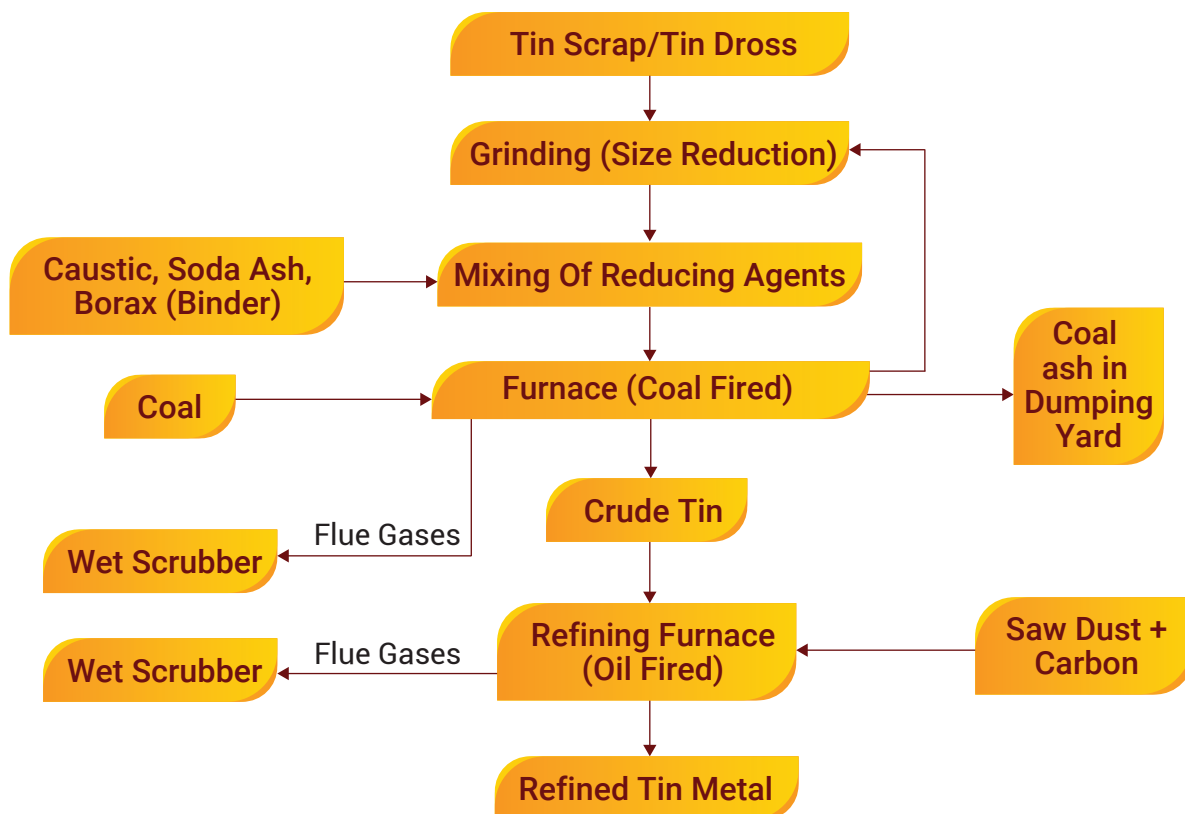 Tin Scrap/Tin Dross
Grinding (Size Reduction)
Caustic, Soda Ash,
Borax (Binder)
Mixing Of Reducing Agents
Coal
Furnace (Coal Fired)
Coal
ash in
Dumping
Yard
Crude Tin
Flue Gases
Wet Scrubber
Refining Furnace
(Oil Fired)
Saw Dust +
Carbon
Flue Gases
Wet Scrubber
Refined Tin Metal